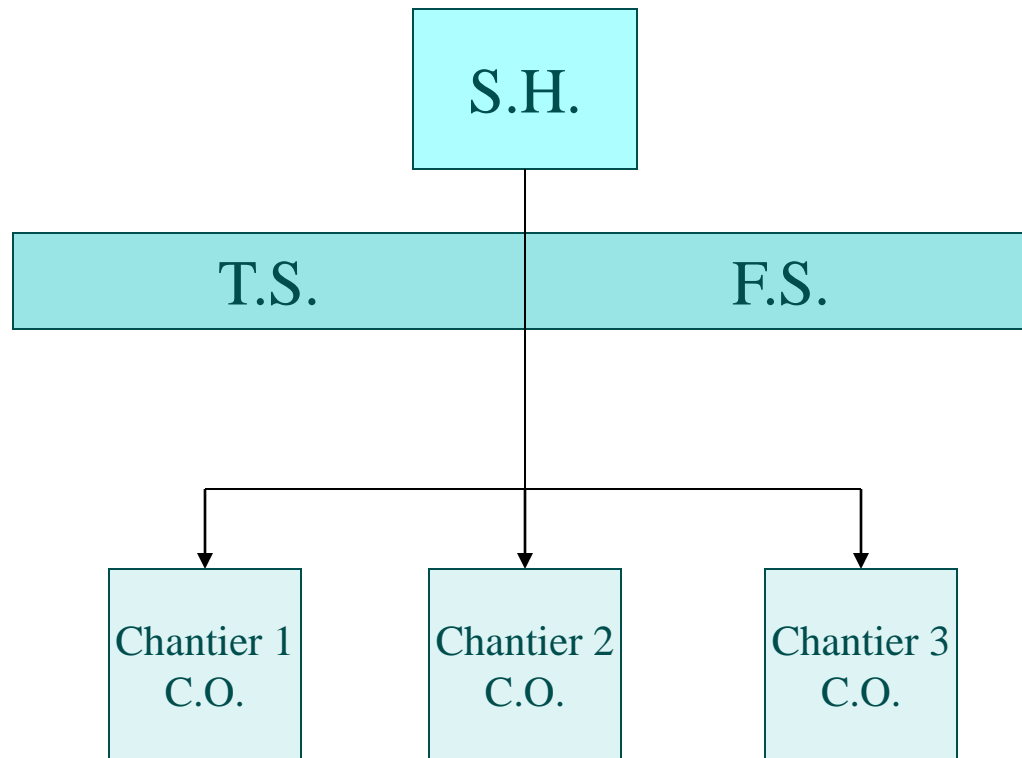 S.H.
T.S.
F.S.
Chantier 1
C.O.
Chantier 2
C.O.
Chantier 3
C.O.